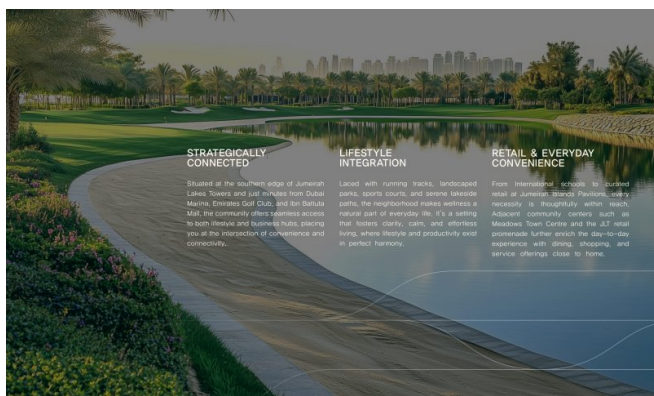 STRATEGICALLY
CONNECTED
Situated at the southern edge of Jumeirah
Lakes Towers and just minutes from Dubai
Marina, Emirates Golf Club, and Ibn Battuta
Mall, the community offers seamless access
to both lifestyle and business hubs, placing
you at the intersection of convenience and
connectivity.
LIFESTYLE
INTEGRATION
Laced with running tracks, landscaped
parks, sports courts, and serene lakeside
paths, the neighborhood makes wellness a
natural part of everyday life. It's a setting
that fosters clarity, calm, and effortless
living, where lifestyle and productivity exist
in perfect harmony.
RETAIL & EVERYDAY
CONVENIENCE
From international schools to curated
retail at Jumeirah Islands Pavilions, every
necessity is thoughtfully within reach.
Adjacent community centers such as
Meadows Town Centre and the JLT retail
promenade further enrich the day-to-day
experience with dining, shopping, and
service offerings close to home.